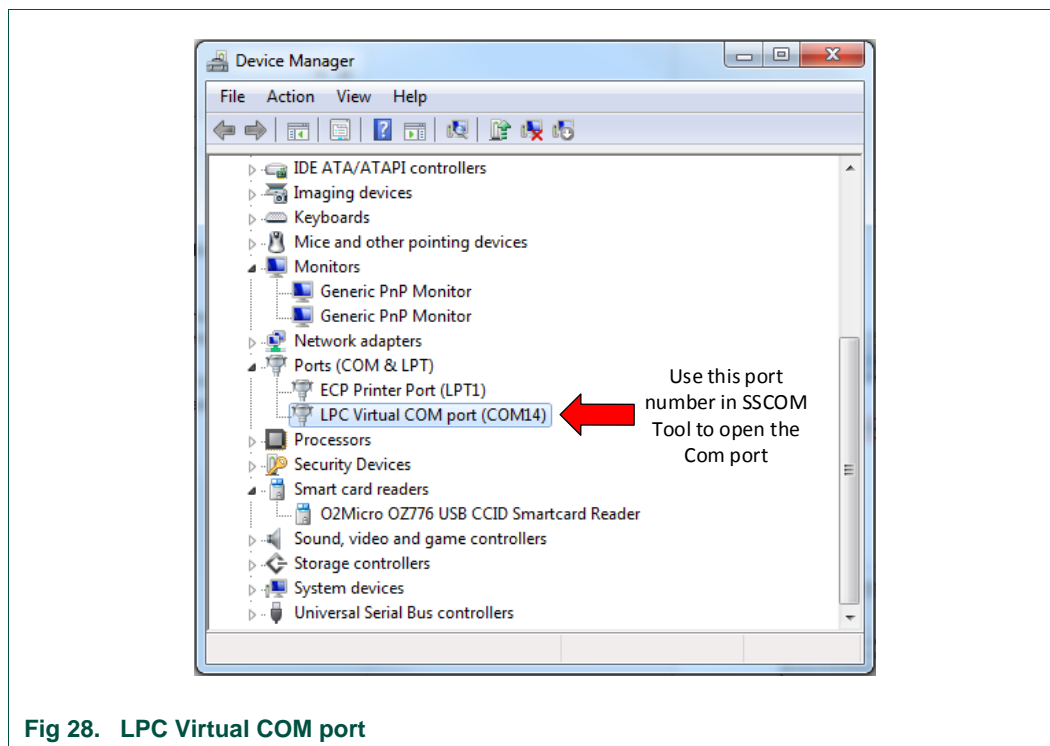 Device Manager
File Action View Help
IDE ATA/ATAPI controllers
Imaging devices
Keyboards
Mice and other pointing devices
Monitors
Generic PnP Monitor
Generic PnP Monitor
Network adapters
Ports (COM & LPT)
ECP Printer Port (LPT1)
LPC Virtual COM port (COM14)
Processors
Security Devices
Smart card readers
O2Micro OZ776 USB CCID Smartcard Reader
Sound, video and game controllers
Storage controllers
System devices
Universal Serial Bus controllers
Use this port
number in SSCOM
Tool to open the
Com port
Fig 28. LPC Virtual COM port